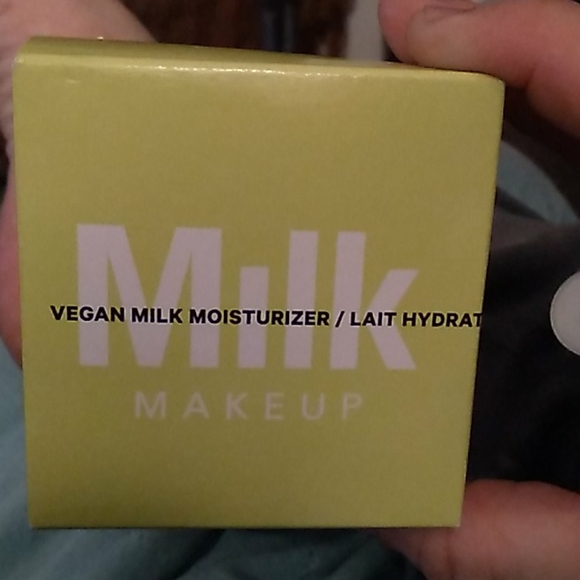 Milk
VEGAN MILK MOISTURIZER / LAIT HYDRAT
MAKEUP